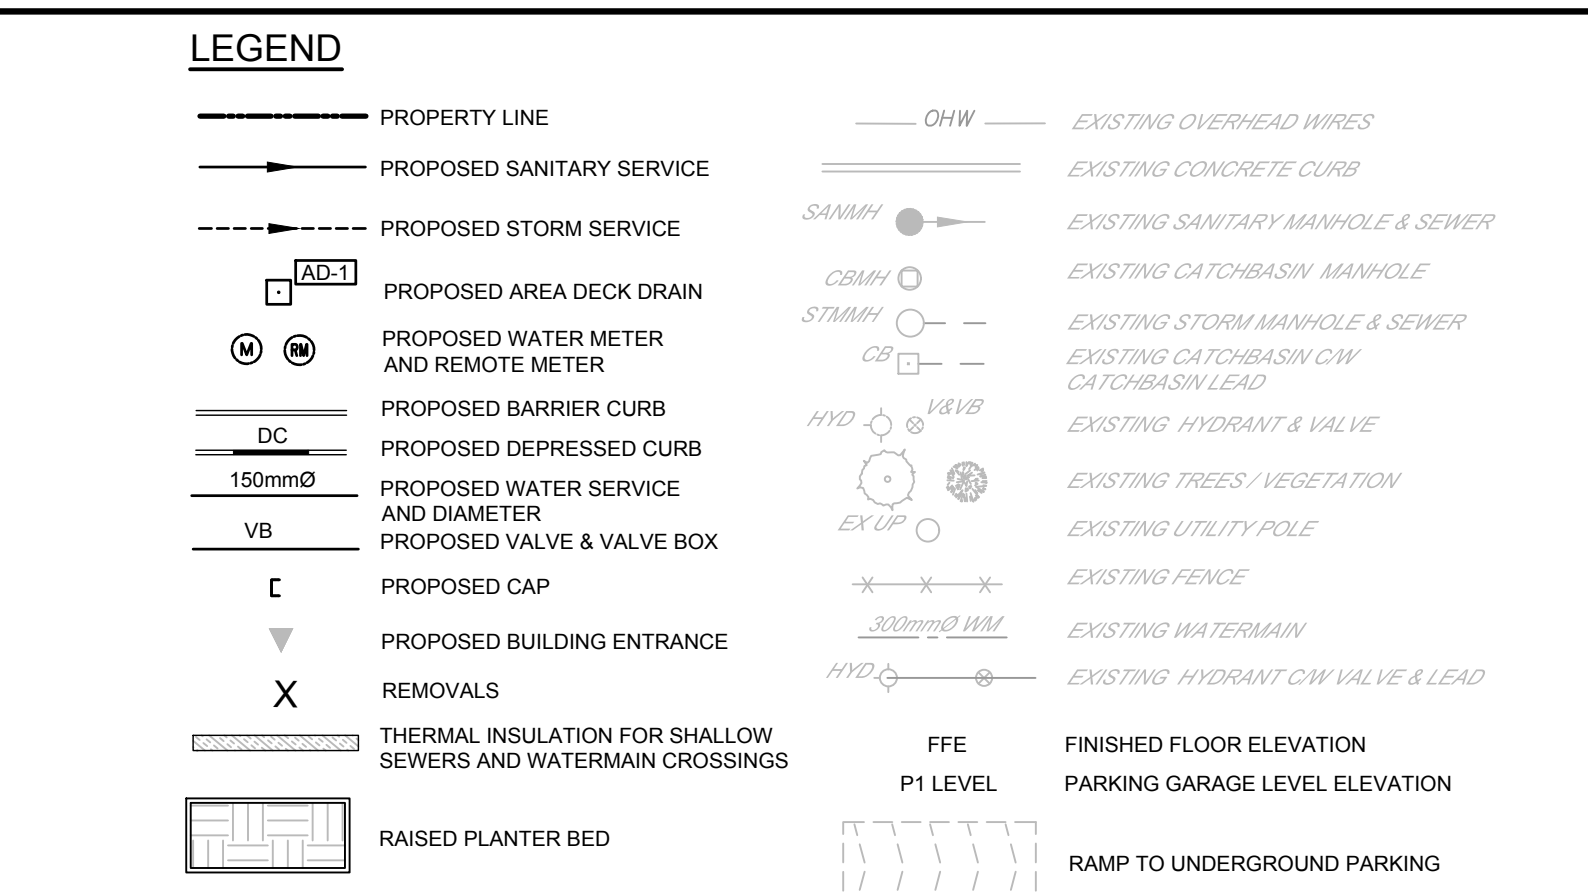 LEGEND
PROPERTY LINE
PROPOSED SANITARY SERVICE
PROPOSED STORM SERVICE
AD-1
PROPOSED AREA DECK DRAIN
M RM
PROPOSED WATER METER
AND REMOTE METER
PROPOSED BARRIER CURB
DC
PROPOSED DEPRESSED CURB
150mmØ
PROPOSED WATER SERVICE
AND DIAMETER
VB
PROPOSED VALVE & VALVE BOX
PROPOSED CAP
PROPOSED BUILDING ENTRANCE
X
REMOVALS
THERMAL INSULATION FOR SHALLOW
SEWERS AND WATERMAIN CROSSINGS
RAISED PLANTER BED
OHW
EXISTING OVERHEAD WIRES
EXISTING CONCRETE CURB
SANMH
EXISTING SANITARY MANHOLE & SEWER
CBMH
EXISTING CATCHBASIN MANHOLE
STMMH
EXISTING STORM MANHOLE & SEWER
CB
EXISTING CATCHBASIN C/W
CATCHBASIN LEAD
HYD V&VB
EXISTING HYDRANT & VALVE
EXISTING TREES / VEGETATION
EX UP
EXISTING UTILITY POLE
EXISTING FENCE
300mmØ WM
EXISTING WATERMAIN
HYD
EXISTING HYDRANT C/W VALVE & LEAD
FFE
FINISHED FLOOR ELEVATION
P1 LEVEL
PARKING GARAGE LEVEL ELEVATION
RAMP TO UNDERGROUND PARKING